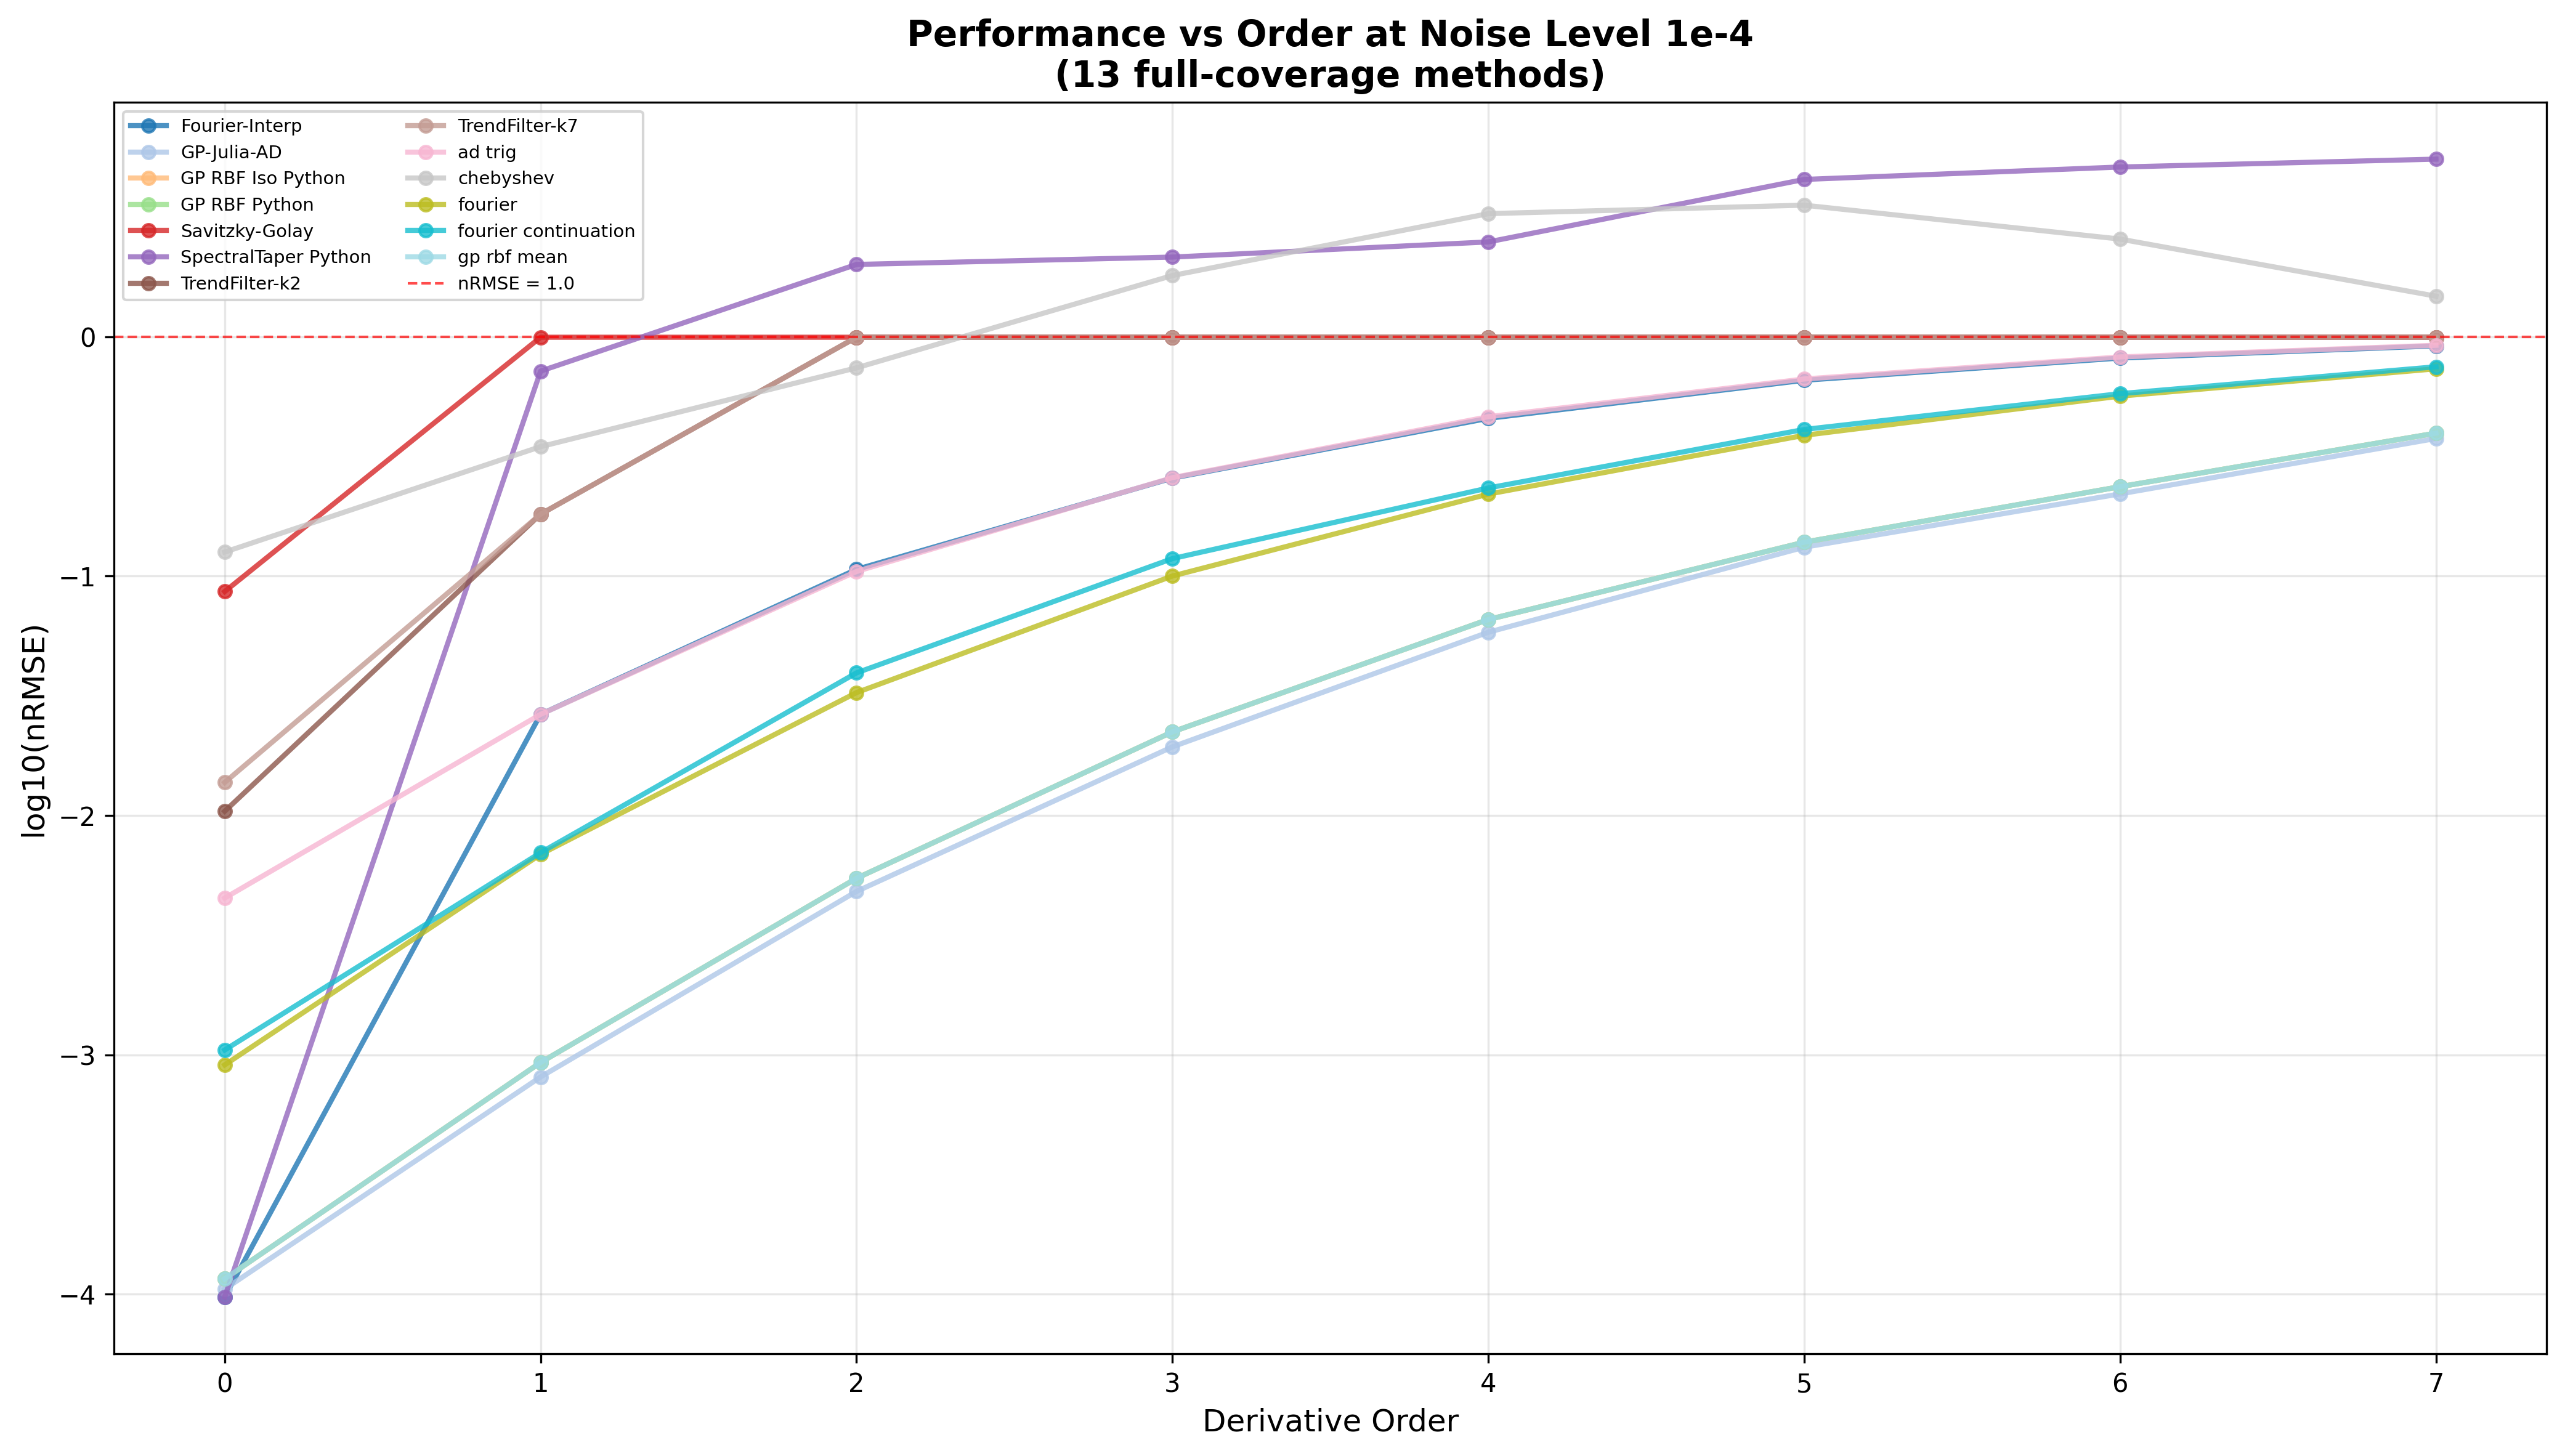 Performance vs Order at Noise Level 1e-4
(13 full-coverage methods)
Fourier-Interp
GP-Julia-AD
GP RBF Iso Python
GP RBF Python
Savitzky-Golay
SpectralTaper Python
TrendFilter-k2
TrendFilter-k7
ad trig
chebyshev
fourier
fourier continuation
gp rbf mean
nRMSE = 1.0
log10(nRMSE)
0
−1
−2
−3
−4
0 1 2 3 4 5 6 7
Derivative Order